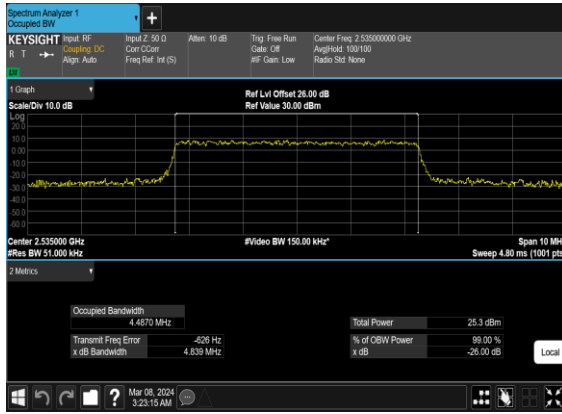 Spectrum Analyzer 1
Occupied BW
+
KEYSIGHT
R T
LXI
Input: RF
Coupling: DC
Align: Auto
Input Z: 50 Ω
Corr CCorr
Freq Ref: Int (S)
Atten: 10 dB
Trig: Free Run
Gate: Off
#IF Gain: Low
Center Freq: 2.535000000 GHz
Avg|Hold: 100/100
Radio Std: None
1 Graph
Scale/Div 10.0 dB
Ref Lvl Offset 26.00 dB
Ref Value 30.00 dBm
Log
20.0
10.0
0.00
-10.0
-20.0
-30.0
-40.0
-50.0
-60.0
Center 2.535000 GHz
#Res BW 51.000 kHz
#Video BW 150.00 kHz*
Span 10 MH
Sweep 4.80 ms (1001 pts
2 Metrics
Occupied Bandwidth
4.4870 MHz
Total Power 25.3 dBm
Transmit Freq Error -626 Hz
% of OBW Power 99.00 %
x dB Bandwidth 4.839 MHz
x dB -26.00 dB
Local
?
Mar 08, 2024
3:23:15 AM